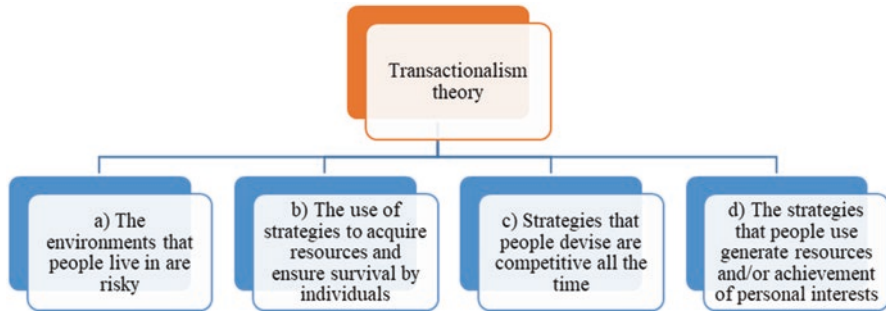 Transactionalism
theory
a) The
environments that
people live in are
risky
b) The use of
strategies to acquire
resources and
ensure survival by
individuals
c) Strategies that
people devise are
competitive all the
time
d) The strategies
that people use
generate resources
and/or achievement
of personal interests